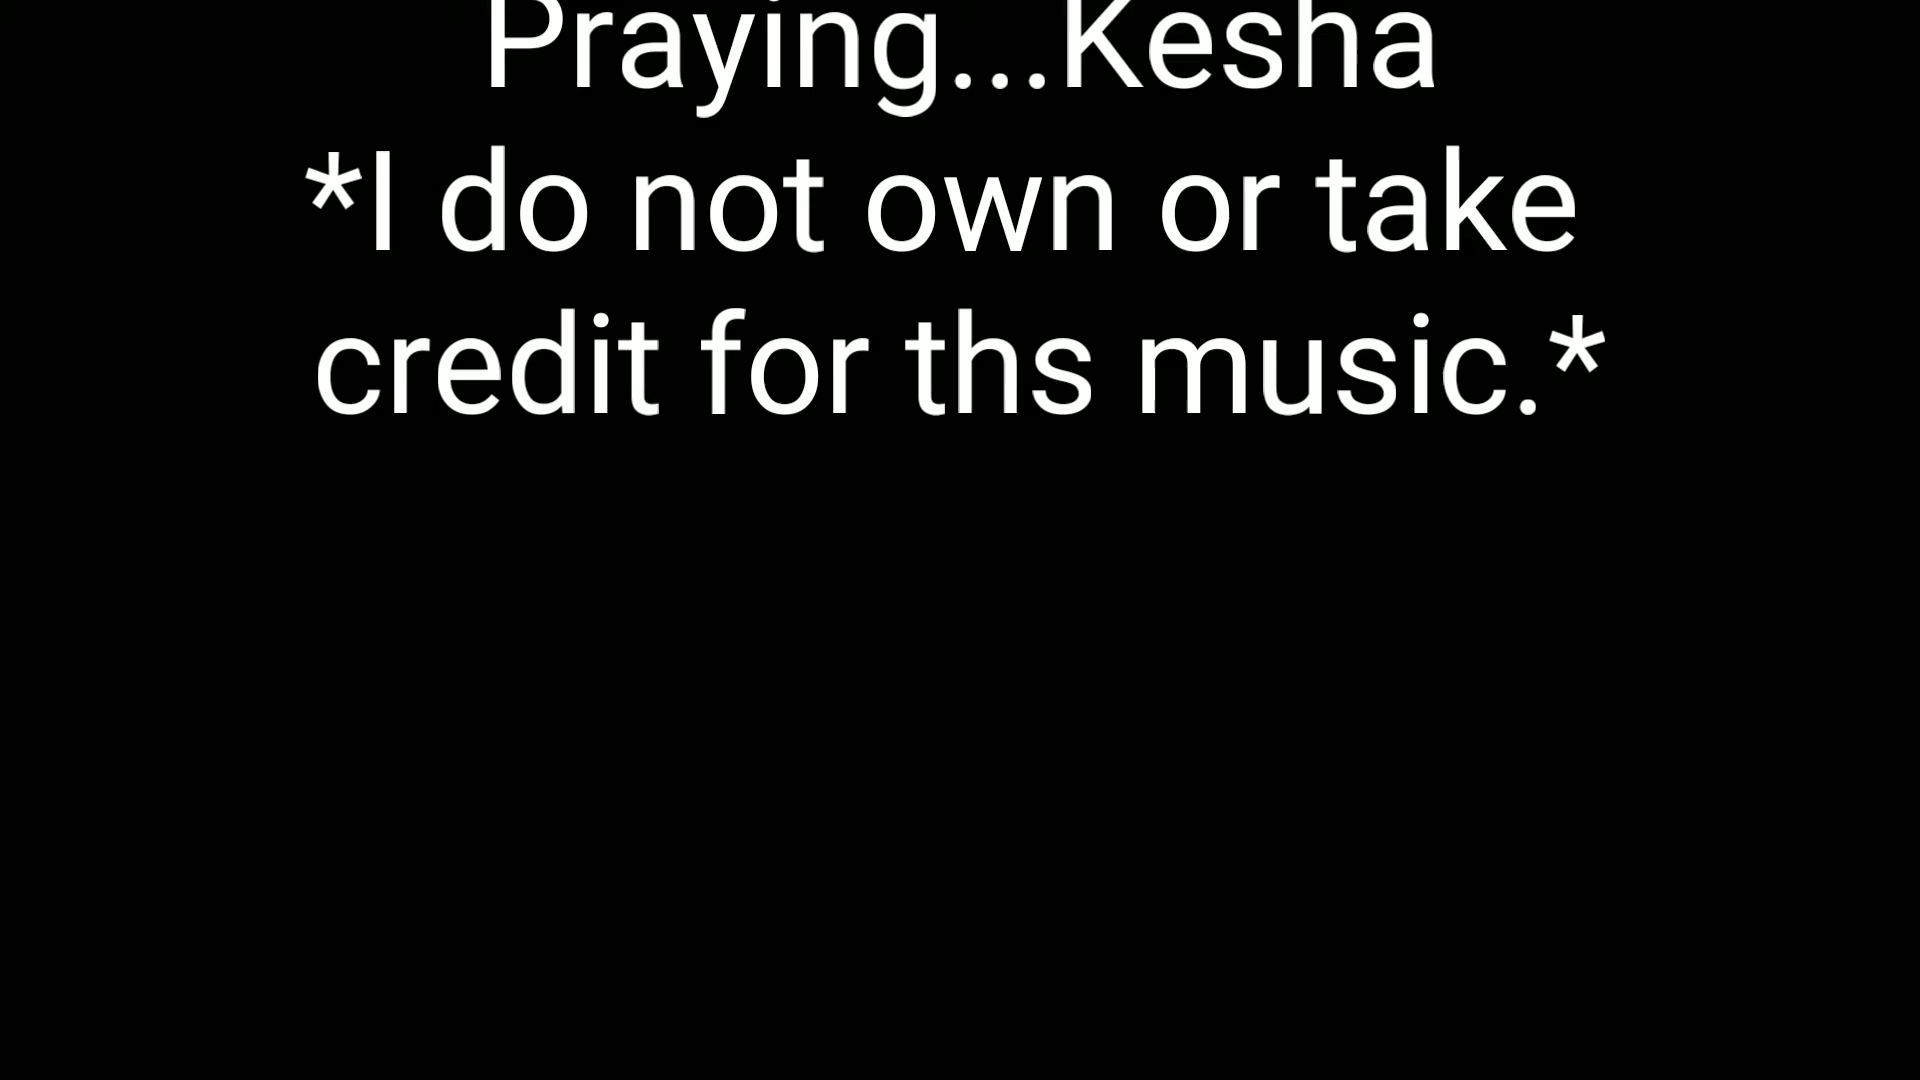 Praying...Kesha
*I do not own or take
credit for ths music.*